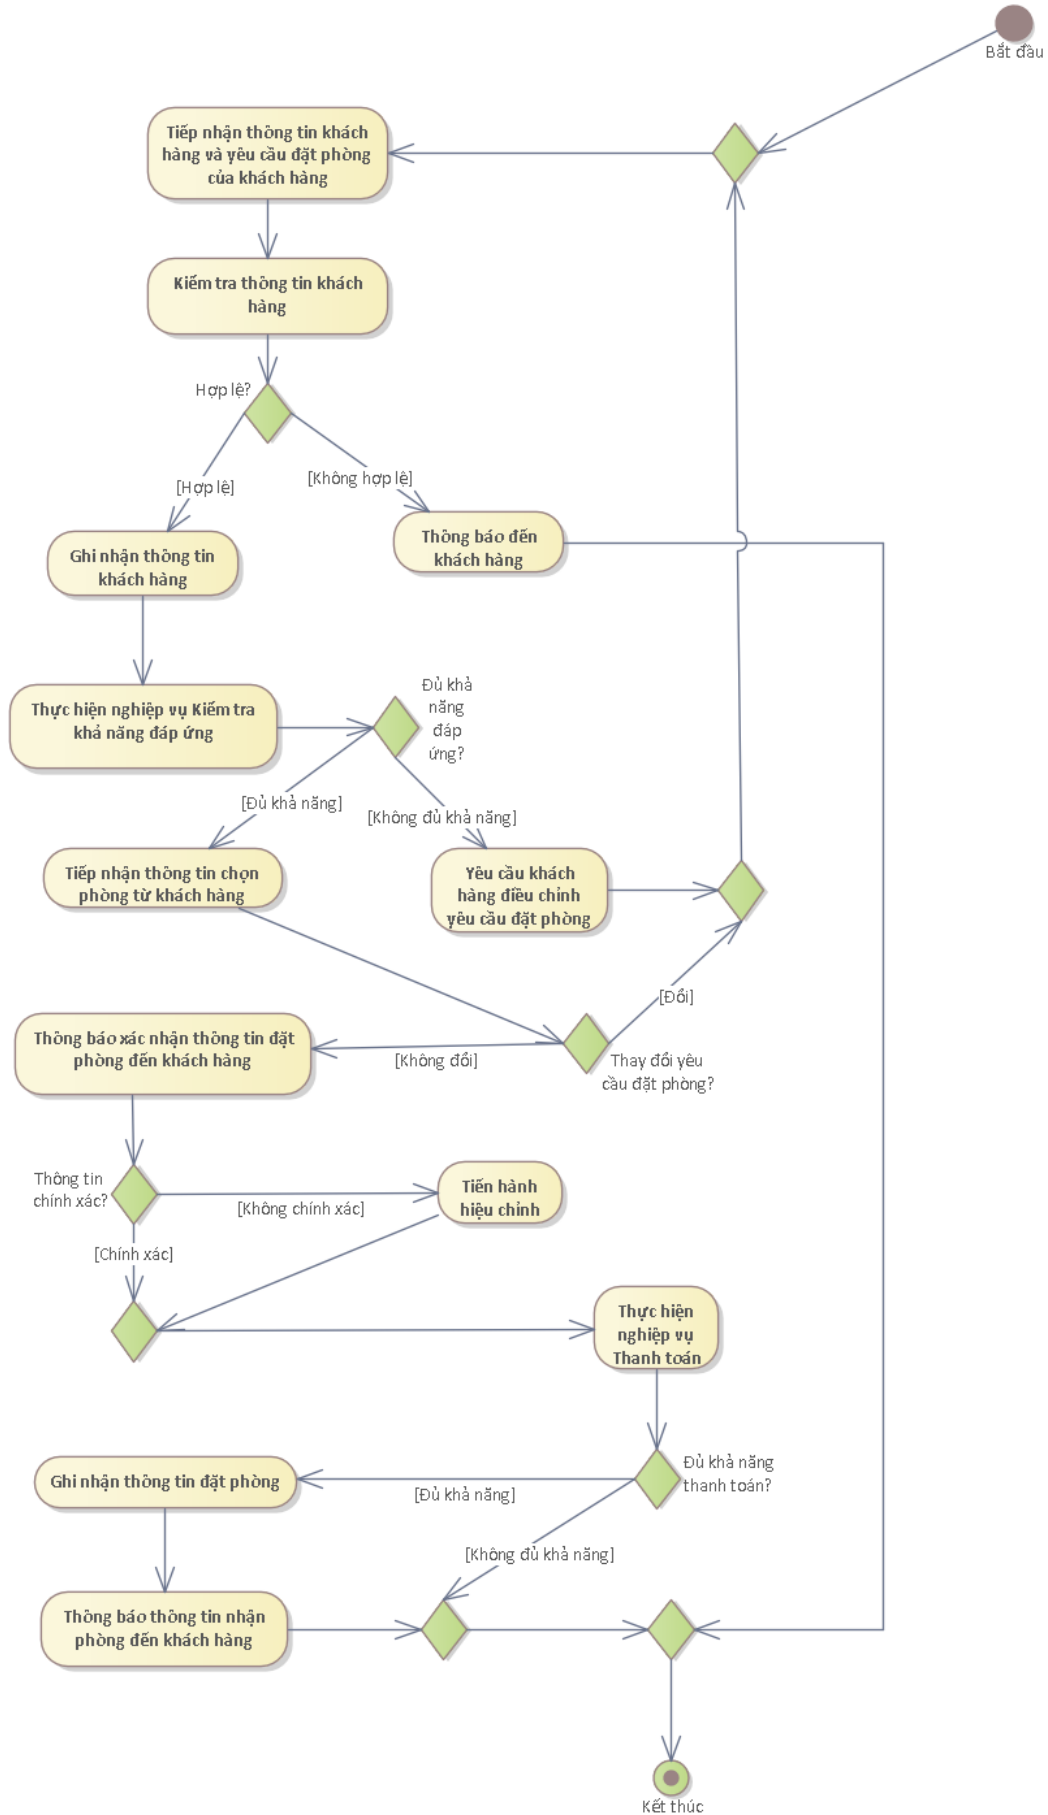 Bắt đầu
Tiếp nhận thông tin khách
hàng và yêu cầu đặt phòng
của khách hàng
Kiểm tra thông tin khách
hàng
Hợp lệ?
[Hợp lệ]
[Không hợp lệ]
Ghi nhận thông tin
khách hàng
Thông báo đến
khách hàng
Thực hiện nghiệp vụ Kiểm tra
khả năng đáp ứng
Đủ khả
năng
đáp
ứng?
[Đủ khả năng]
[Không đủ khả năng]
Tiếp nhận thông tin chọn
phòng từ khách hàng
Yêu cầu khách
hàng điều chỉnh
yêu cầu đặt phòng
[Đổi]
Thông báo xác nhận thông tin đặt
phòng đến khách hàng
[Không đổi]
Thay đổi yêu
cầu đặt phòng?
Thông tin
chính xác?
[Không chính xác]
Tiến hành
hiệu chỉnh
[Chính xác]
Thực hiện
nghiệp vụ
Thanh toán
Đủ khả năng
thanh toán?
Ghi nhận thông tin đặt phòng
[Đủ khả năng]
[Không đủ khả năng]
Thông báo thông tin nhận
phòng đến khách hàng
Kết thúc